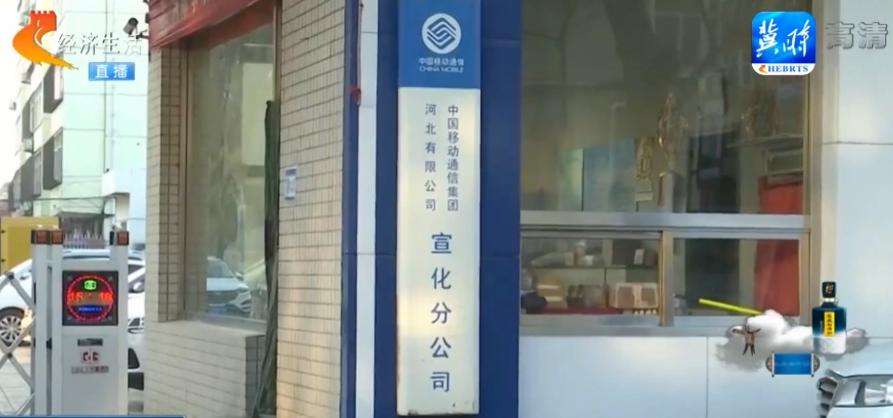 经济生活
直播
冀时
HEBRTS
高清
中国移动通信
CHINA MOBILE
中国移动通信集团
河北有限公司
宣化分公司